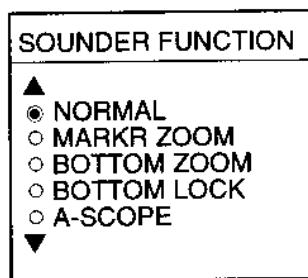 SOUNDER FUNCTION
NORMAL
MARKR ZOOM
BOTTOM ZOOM
BOTTOM LOCK
A-SCOPE